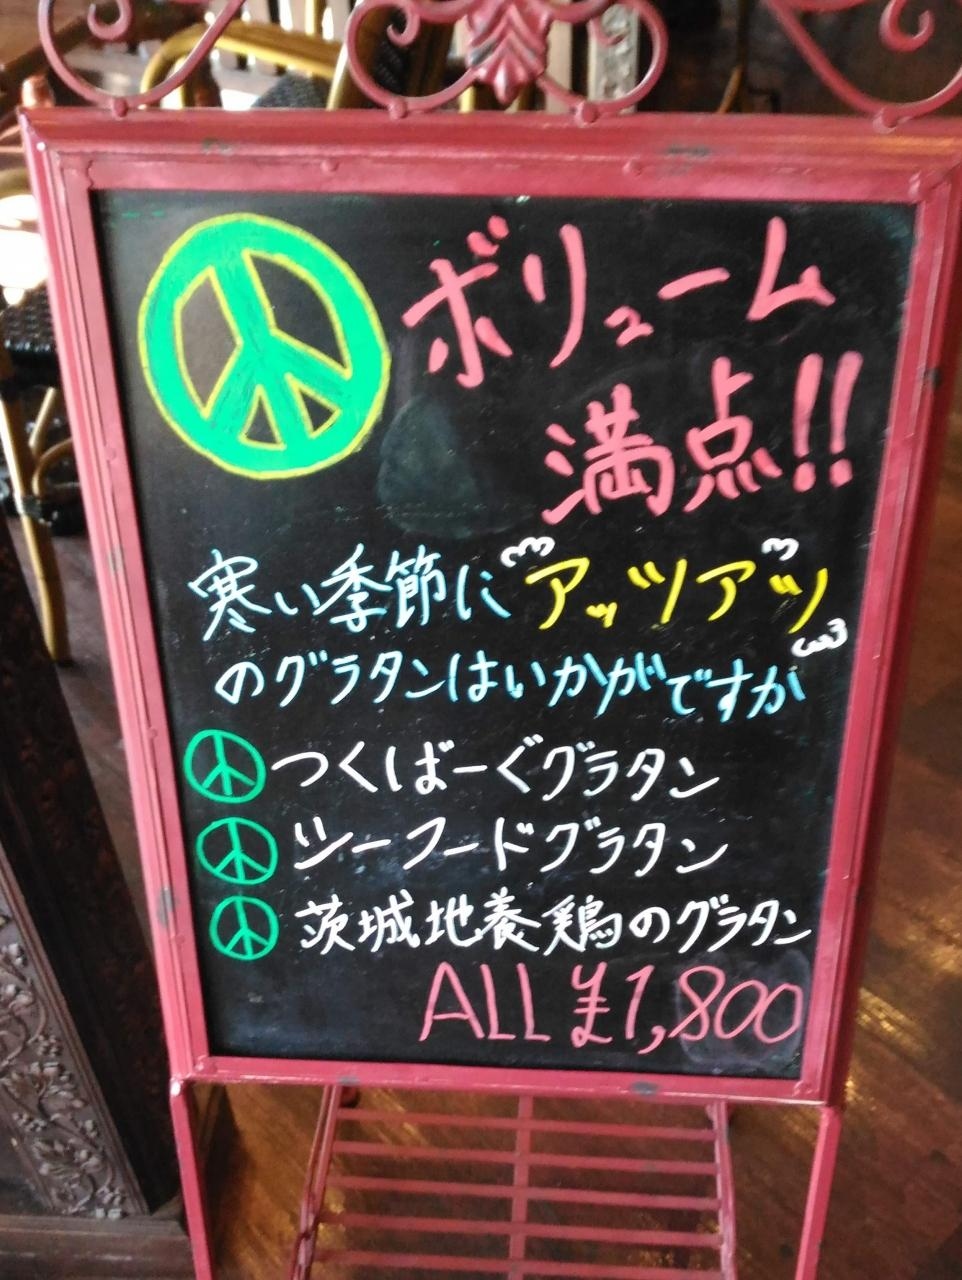 ボリューム
満点!!
寒い季節にアッツアツ
のグラタンはいかがですか
つくばーぐグラタン
シーフードグラタン
茨城地養鶏のグラタン
ALL ¥1,800